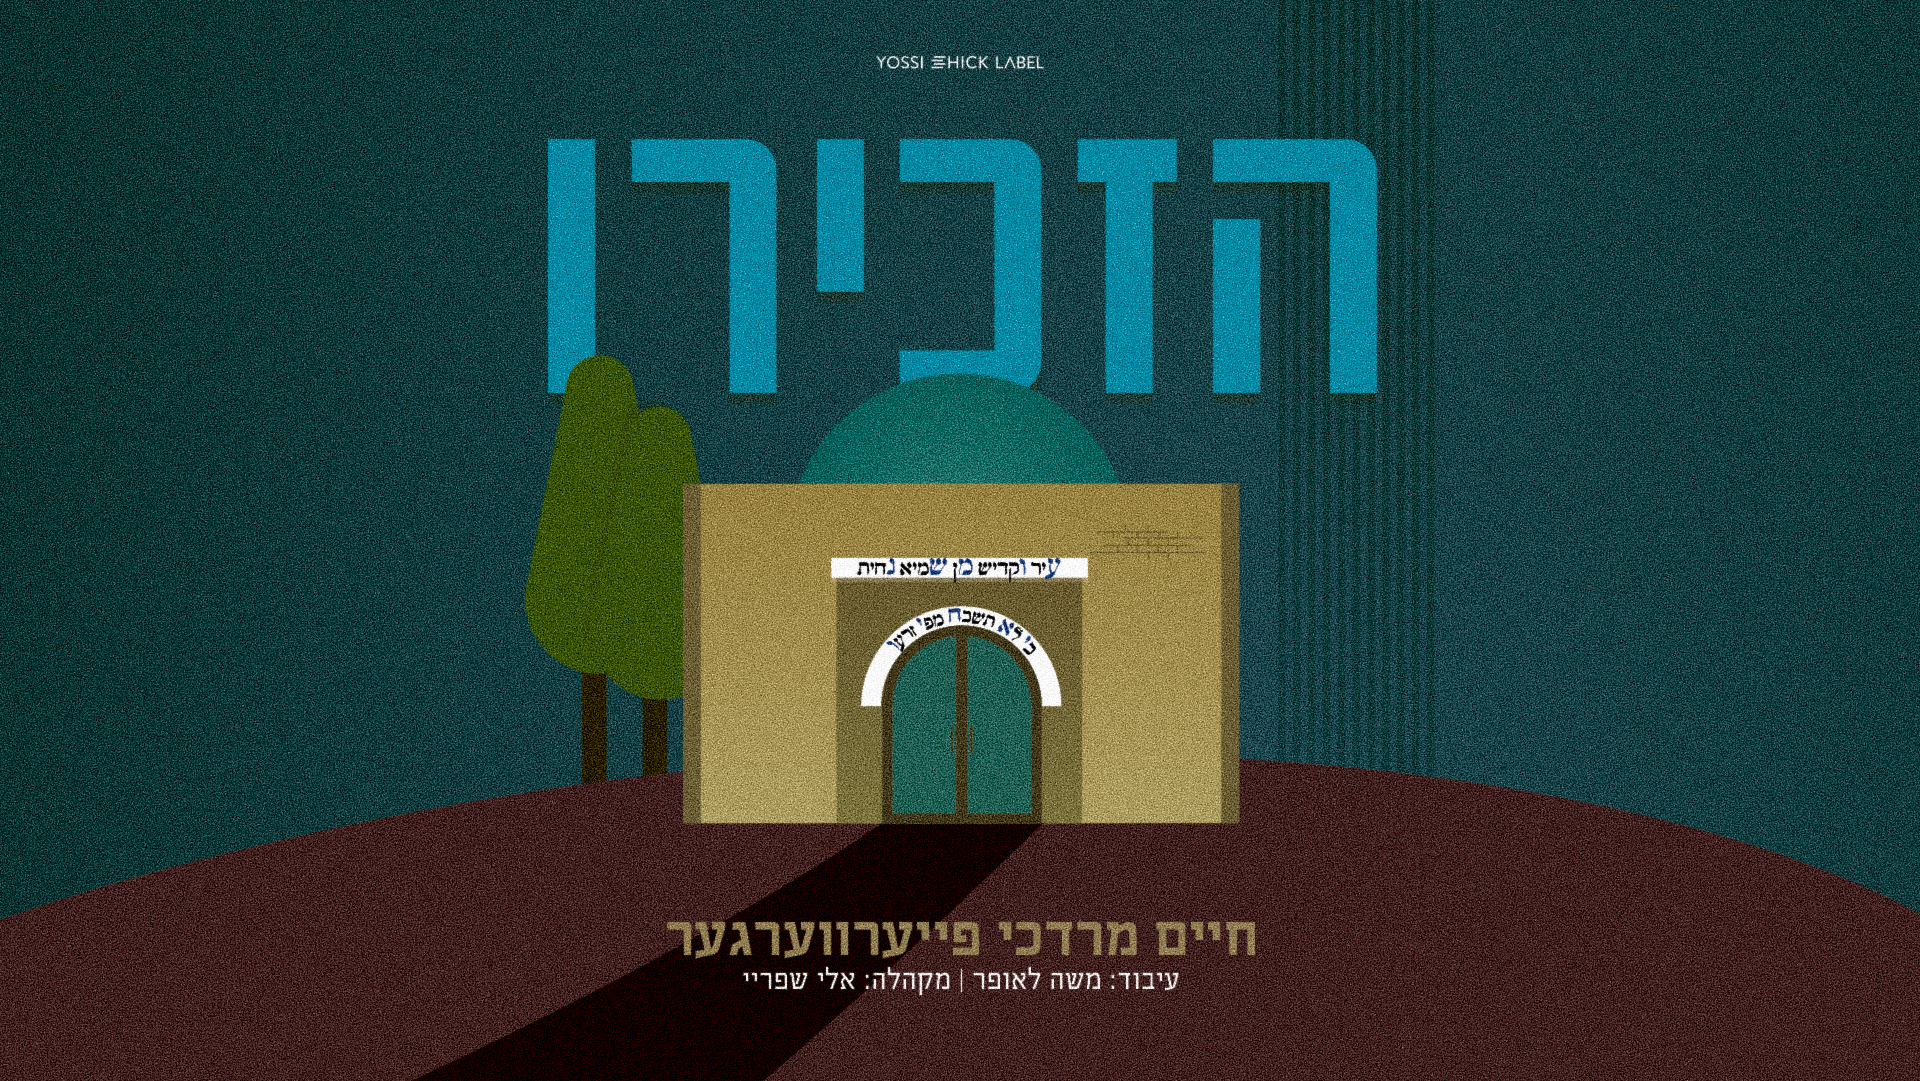 YOSSI SHICK LABEL
הזכירו
עיר וקדיש מן שמיא נחית
כי לא תשכח מפי זרעו
חיים מרדכי פייערווערגער
עיבוד: משה לאופר | מקהלה: אלי שפריי